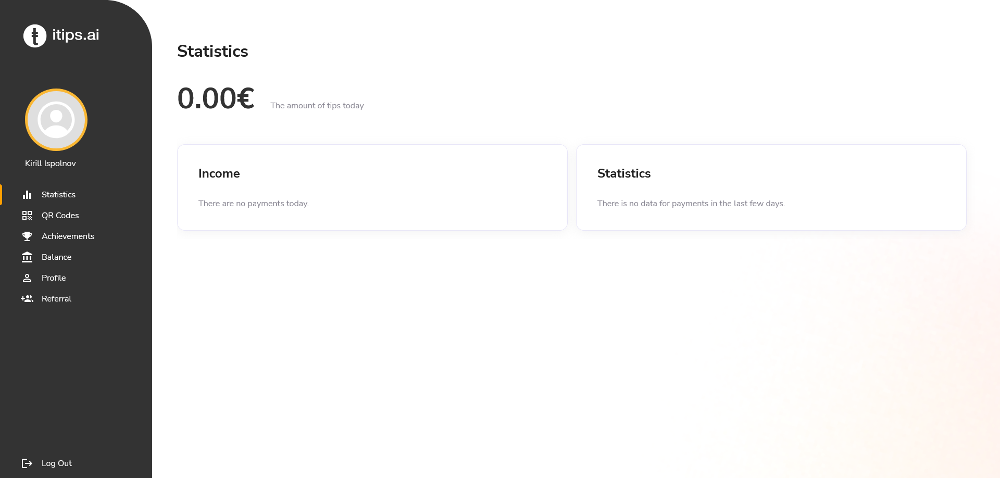 itips.ai
Kirill Ispolnov
Statistics
QR Codes
Achievements
Balance
Profile
Referral
Log Out
Statistics
0.00€
The amount of tips today
Income
There are no payments today.
Statistics
There is no data for payments in the last few days.